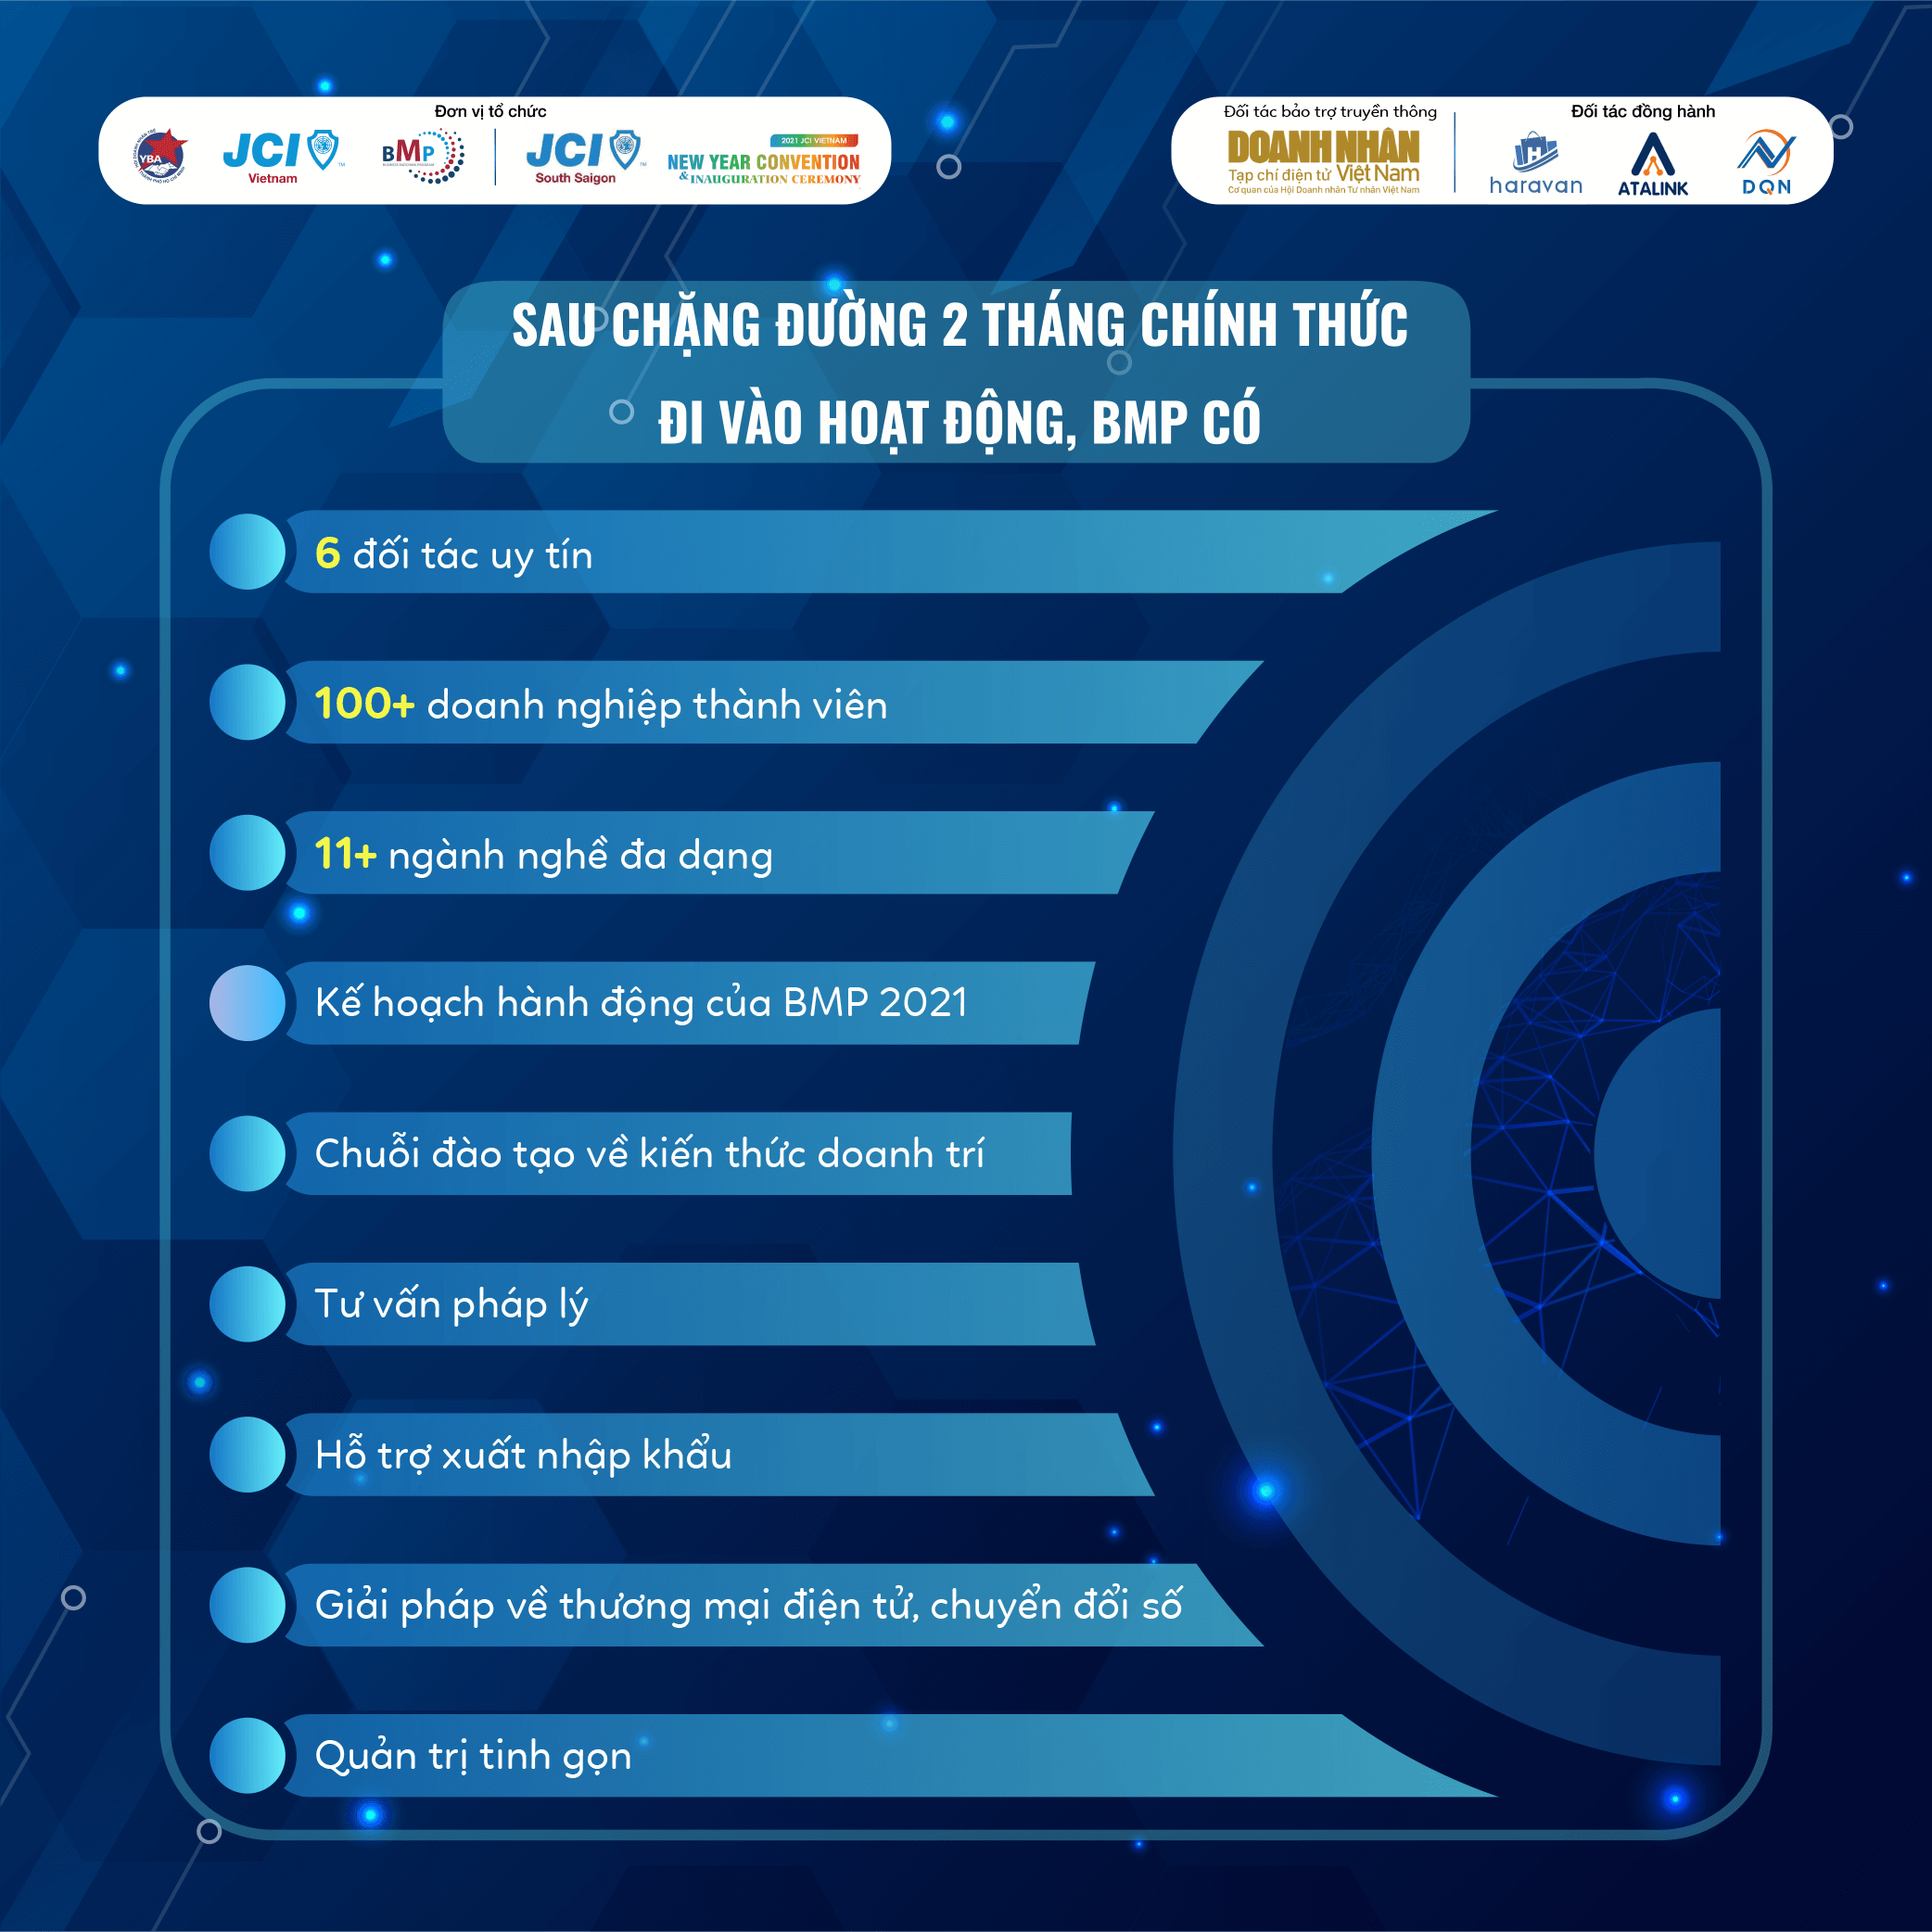 Đơn vị tổ chức
YBA
JCI
Vietnam
BMP
JCI
South Saigon
2021 JCI VIETNAM
NEW YEAR CONVENTION
& INAUGURATION CEREMONY
Đối tác bảo trợ truyền thông
DOANH NHÂN
Tạp chí điện tử Việt Nam
Cơ quan của Hội Doanh nhân Tư nhân Việt Nam
Đối tác đồng hành
haravan
ATALINK
DQN
SAU CHẶNG ĐƯỜNG 2 THÁNG CHÍNH THỨC
ĐI VÀO HOẠT ĐỘNG, BMP CÓ
6 đối tác uy tín
100+ doanh nghiệp thành viên
11+ ngành nghề đa dạng
Kế hoạch hành động của BMP 2021
Chuỗi đào tạo về kiến thức doanh trí
Tư vấn pháp lý
Hỗ trợ xuất nhập khẩu
Giải pháp về thương mại điện tử, chuyển đổi số
Quản trị tinh gọn